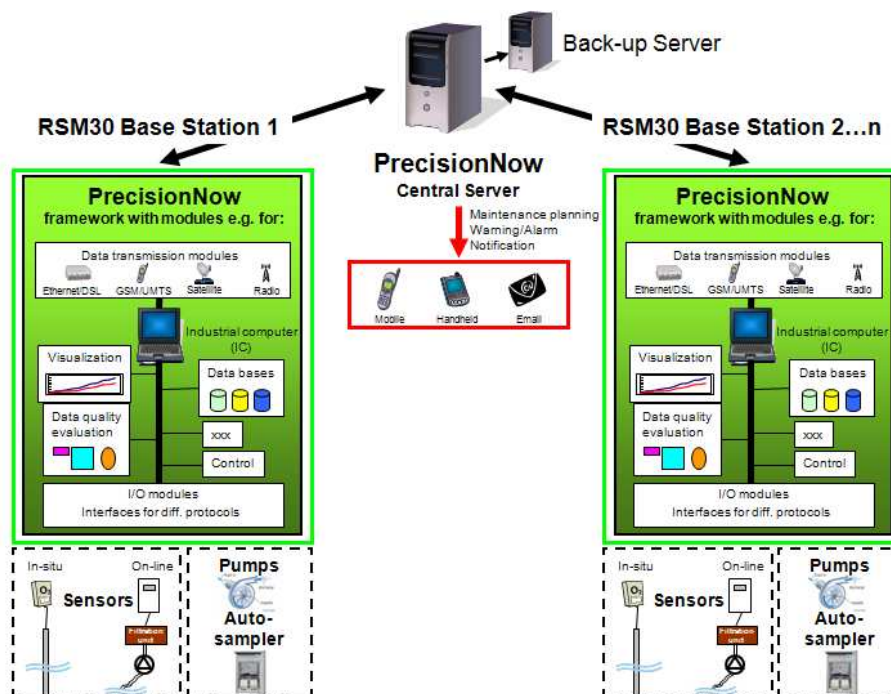 Back-up Server
RSM30 Base Station 1
RSM30 Base Station 2...n
PrecisionNow
Central Server
Maintenance planning
Warning/Alarm
Notification
Mobile
Handheld
Email
PrecisionNow
framework with modules e.g. for:
Data transmission modules
Ethernet/DSL
GSM/UMTS
Satellite
Radio
Industrial computer
(IC)
Visualization
Data bases
Data quality
evaluation
xxx
Control
I/O modules
Interfaces for diff. protocols
In-situ
On-line
O₂
Sensors
Filtration
unit
Pumps
Auto-
sampler
PrecisionNow
framework with modules e.g. for:
Data transmission modules
Ethernet/DSL
GSM/UMTS
Satellite
Radio
Industrial computer
(IC)
Visualization
Data bases
Data quality
evaluation
xxx
Control
I/O modules
Interfaces for diff. protocols
In-situ
On-line
O₂
Sensors
Filtration
unit
Pumps
Auto-
sampler